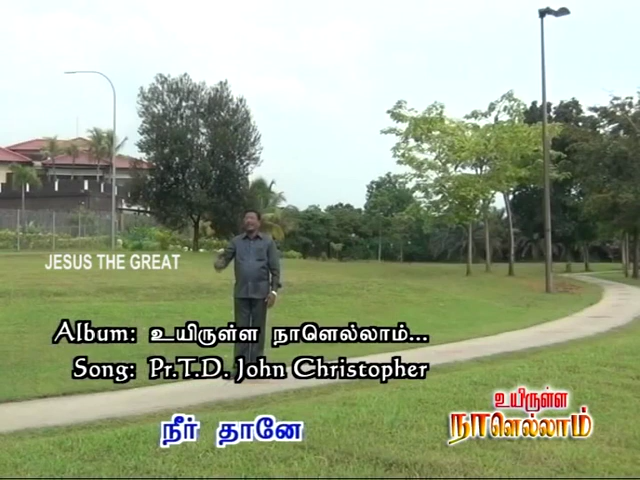 JESUS THE GREAT
Album: உயிருள்ள நாளெல்லாம்...
Song: Pr.T.D. John Christopher
நீர் தானே
உயிருள்ள
நாளெல்லாம்